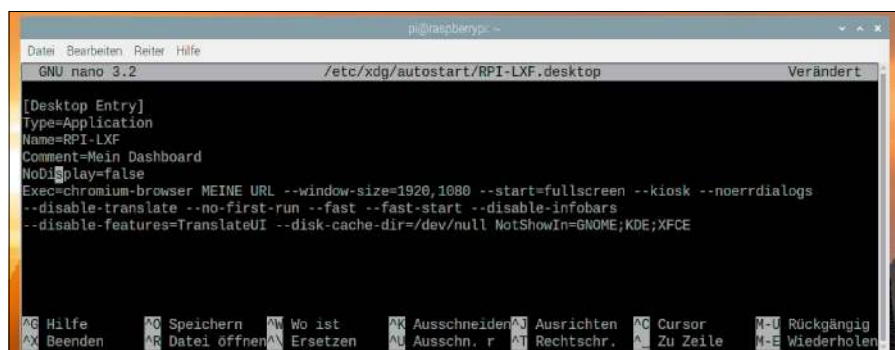 pi@raspberrypi: ~
Datei Bearbeiten Reiter Hilfe
GNU nano 3.2 /etc/xdg/autostart/RPI-LXF.desktop Verändert
[Desktop Entry]
Type=Application
Name=RPI-LXF
Comment=Mein Dashboard
NoDisplay=false
Exec=chromium-browser MEINE URL --window-size=1920,1080 --start=fullscreen --kiosk --noerrdialogs
--disable-translate --no-first-run --fast --fast-start --disable-infobars
--disable-features=TranslateUI --disk-cache-dir=/dev/null NotShowIn=GNOME;KDE;XFCE
^G Hilfe ^O Speichern ^W Wo ist ^K Ausschneiden ^J Ausrichten ^C Cursor M-U Rückgängig
^X Beenden ^R Datei öffnen ^\ Ersetzen ^U Ausschn. r ^T Rechtschr. ^_ Zu Zeile M-E Wiederholen